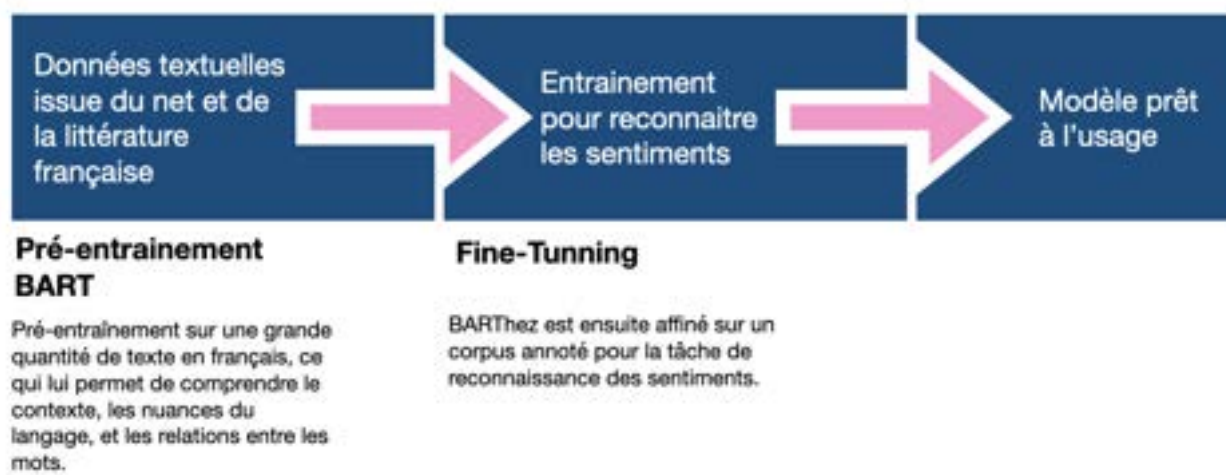 Données textuelles
issue du net et de
la littérature
française
Entrainement
pour reconnaitre
les sentiments
Modèle prêt
à l'usage
Pré-entrainement
BART
Pré-entraînement sur une grande
quantité de texte en français, ce
qui lui permet de comprendre le
contexte, les nuances du
langage, et les relations entre les
mots.
Fine-Tunning
BARThez est ensuite affiné sur un
corpus annoté pour la tâche de
reconnaissance des sentiments.